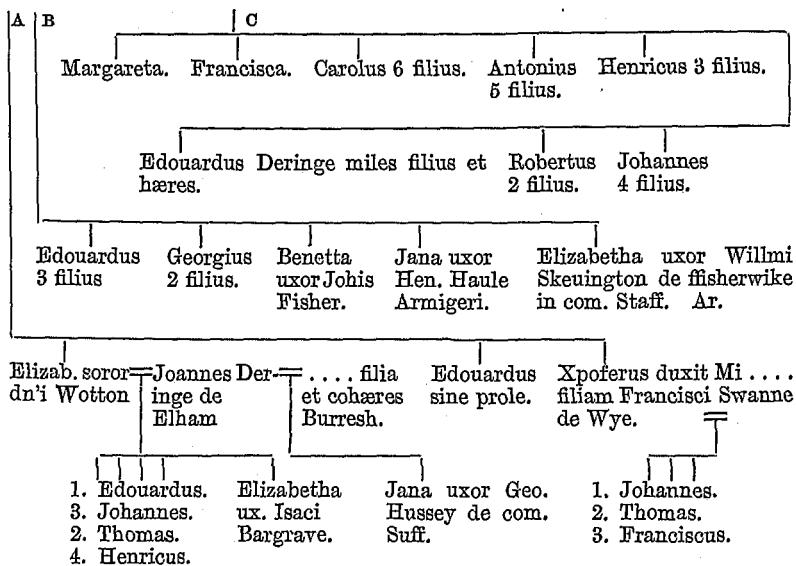 A B C
Margareta. Francisca. Carolus 6 filius. Antonius Henricus 3 filius.
5 filius.
Edouardus Deringe miles filius et Robertus Johannes
hæres. 2 filius. 4 filius.
Edouardus Georgius Benetta Jana uxor Elizabetha uxor Willmi
3 filius 2 filius. uxor Johis Hen. Haule Skeuington de ffisherwike
Fisher. Armigeri. in com. Staff. Ar.
Elizab. soror Joannes Der- .... filia Edouardus Xpoferus duxit Mi ....
dn'i Wotton inge de et cohæres sine prole. filiam Francisci Swanne
Elham Burresh. de Wye.
1. Edouardus. Elizabetha Jana uxor Geo. 1. Johannes.
3. Johannes. ux. Isaci Hussey de com. 2. Thomas.
2. Thomas. Bargrave. Suff. 3. Franciscus.
4. Henricus.